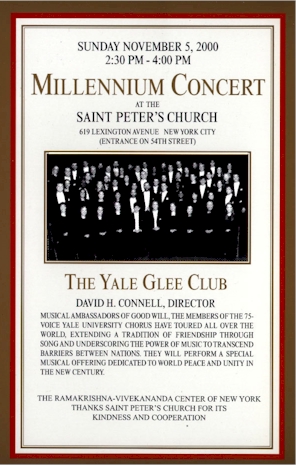 SUNDAY NOVEMBER 5, 2000
2:30 PM - 4:00 PM
MILLENNIUM CONCERT
AT THE
SAINT PETER'S CHURCH
619 LEXINGTON AVENUE NEW YORK CITY
(ENTRANCE ON 54TH STREET)
THE YALE GLEE CLUB
DAVID H. CONNELL, DIRECTOR
MUSICAL AMBASSADORS OF GOOD WILL, THE MEMBERS OF THE 75-
VOICE YALE UNIVERSITY CHORUS HAVE TOURED ALL OVER THE
WORLD, EXTENDING A TRADITION OF FRIENDSHIP THROUGH
SONG AND UNDERSCORING THE POWER OF MUSIC TO TRANSCEND
BARRIERS BETWEEN NATIONS. THEY WILL PERFORM A SPECIAL
MUSICAL OFFERING DEDICATED TO WORLD PEACE AND UNITY IN
THE NEW CENTURY.
THE RAMAKRISHNA-VIVEKANANDA CENTER OF NEW YORK
THANKS SAINT PETER'S CHURCH FOR ITS
KINDNESS AND COOPERATION